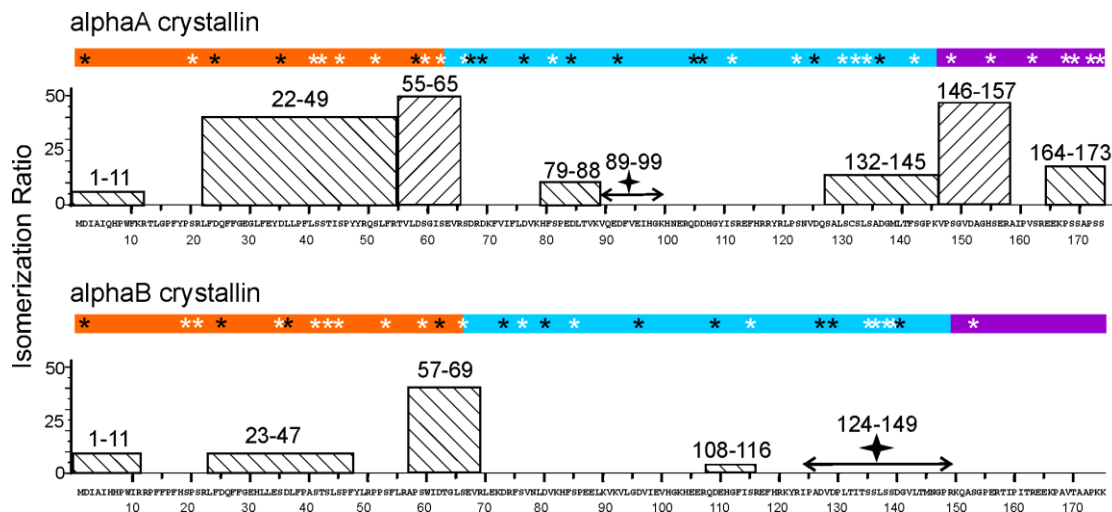 alphaA crystallin
50
25
0
1-11
22-49
55-65
79-88
89-99
132-145
146-157
164-173
MDIAIQHPWFKRTLGPFYPSRLFDQFFGEGLFEYDLLPFLSSTISPYYRQSLFRTVLDSGISEVRSDRDKFVIFLDVKHFSPEDLTVKVQEDFVEIHGKHNERQDDHGYISREFHRRYRLPSNVDQSALSCSLSADGMLTFSGPKVPSGVDAGHSERAIPVSREEKPSSAPSS
10 20 30 40 50 60 70 80 90 100 110 120 130 140 150 160 170
Isomerization Ratio
alphaB crystallin
50
25
0
1-11
23-47
57-69
108-116
124-149
MDIAIHHPWIRRPFFPFHSPSRLFDQFFGEHLLESDLFPASTSLSPFYLRPPSFLRAPSWIDTGLSEVRLEKDRFSVNLDVKHFSPEELKVKVLGDVIEVHGKHEERQDEHGFISREFHRKYRIPADVDPLTITSSLSSDGVLTMNGPRKQASGPERTIPITREEKPAVTAAPKK
10 20 30 40 50 60 70 80 90 100 110 120 130 140 150 160 170